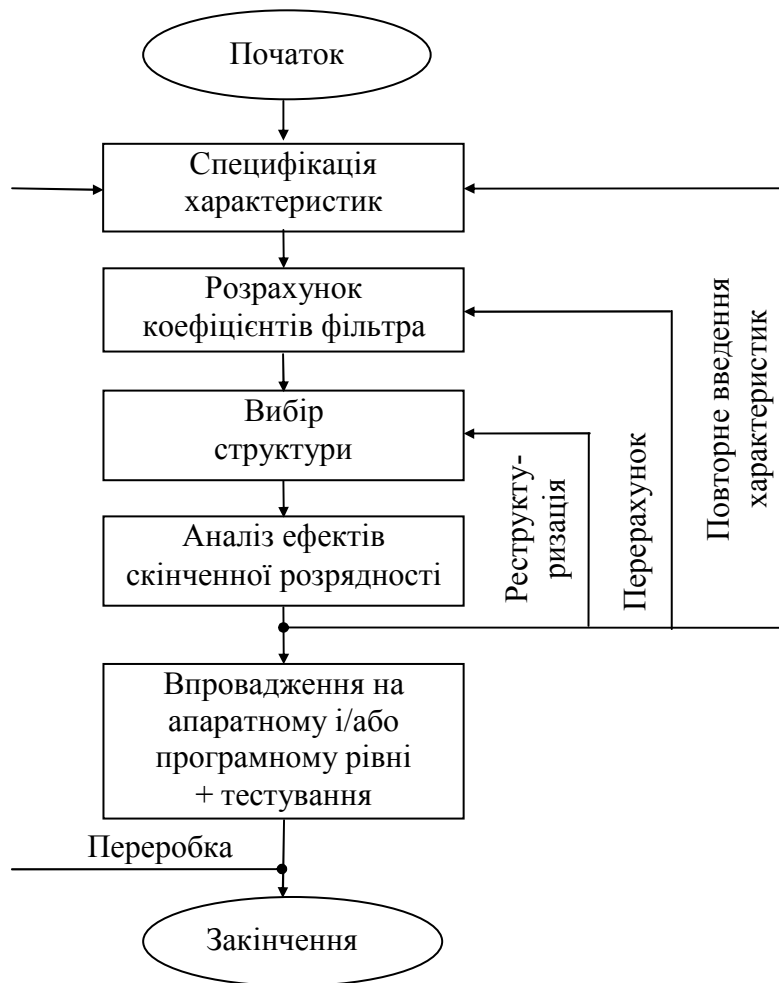 Початок
Специфікація
характеристик
Розрахунок
коефіцієнтів фільтра
Вибір
структури
Аналіз ефектів
скінченної розрядності
Реструкту-
ризація
Перерахунок
Повторне введення
характеристик
Впровадження на
апаратному і/або
програмному рівні
+ тестування
Переробка
Закінчення